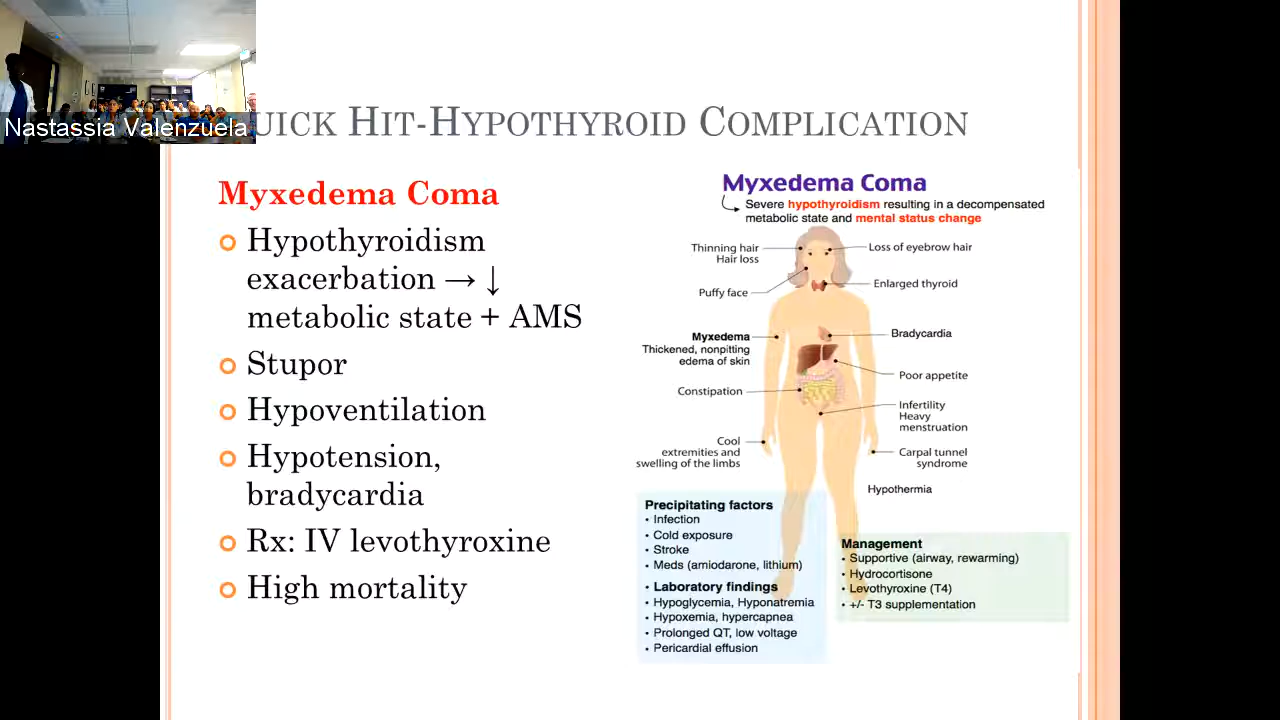 Nastassia Valenzuela
UICK HIT-HYPOTHYROID COMPLICATION
Myxedema Coma
Hypothyroidism
exacerbation → ↓
metabolic state + AMS
Stupor
Hypoventilation
Hypotension,
bradycardia
Rx: IV levothyroxine
High mortality
Myxedema Coma
Severe hypothyroidism resulting in a decompensated
metabolic state and mental status change
Thinning hair
Hair loss
Loss of eyebrow hair
Puffy face
Enlarged thyroid
Myxedema
Thickened, nonpitting
edema of skin
Bradycardia
Constipation
Poor appetite
Infertility
Heavy
menstruation
Cool
extremities and
swelling of the limbs
Carpal tunnel
syndrome
Hypothermia
Precipitating factors
• Infection
• Cold exposure
• Stroke
• Meds (amiodarone, lithium)
• Laboratory findings
• Hypoglycemia, Hyponatremia
• Hypoxemia, hypercapnea
• Prolonged QT, low voltage
• Pericardial effusion
Management
• Supportive (airway, rewarming)
• Hydrocortisone
• Levothyroxine (T4)
• +/- T3 supplementation